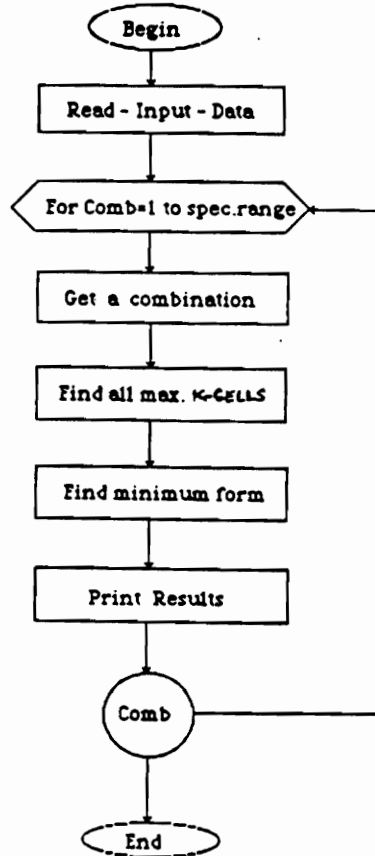 Begin
Read - Input - Data
For Comb=1 to spec.range
Get a combination
Find all max. K-CELLS
Find minimum form
Print Results
Comb
End